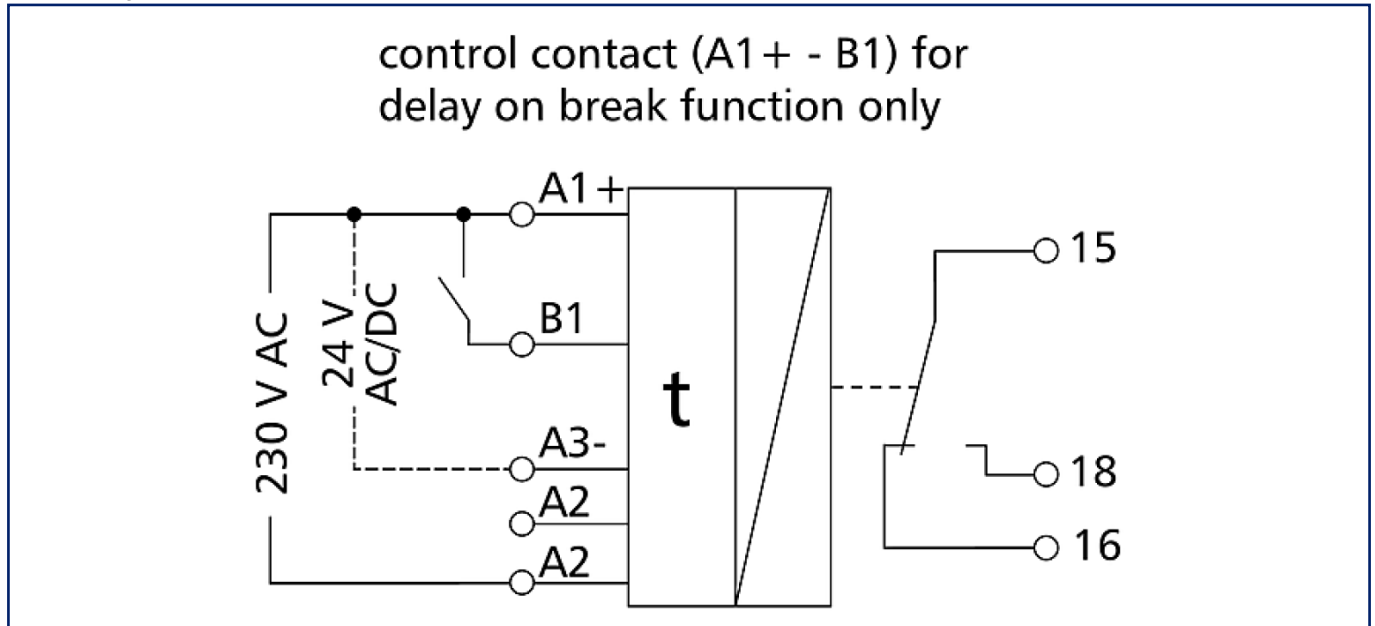 control contact (A1+ - B1) for
delay on break function only
A1+
15
B1
230 V AC
24 V
AC/DC
t
A3-
18
A2
16
A2